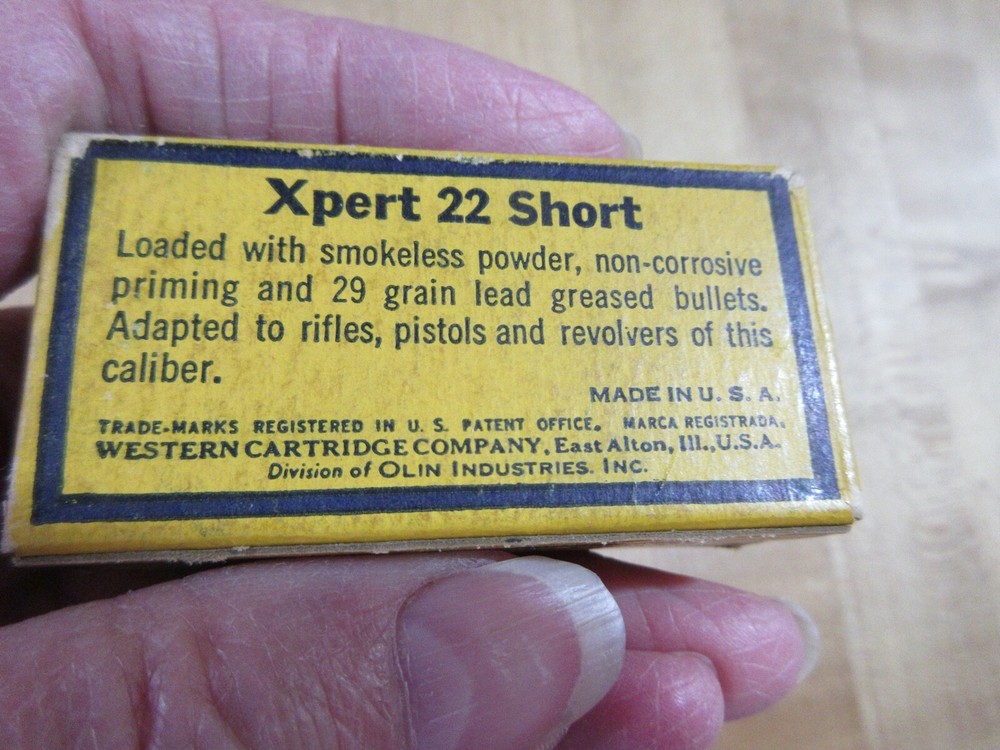 Xpert 22 Short
Loaded with smokeless powder, non-corrosive
priming and 29 grain lead greased bullets.
Adapted to rifles, pistols and revolvers of this
caliber.
MADE IN U. S. A.
TRADE-MARKS REGISTERED IN U. S. PATENT OFFICE. MARCA REGISTRADA.
WESTERN CARTRIDGE COMPANY, East Alton, Ill., U.S.A.
Division of OLIN INDUSTRIES, INC.